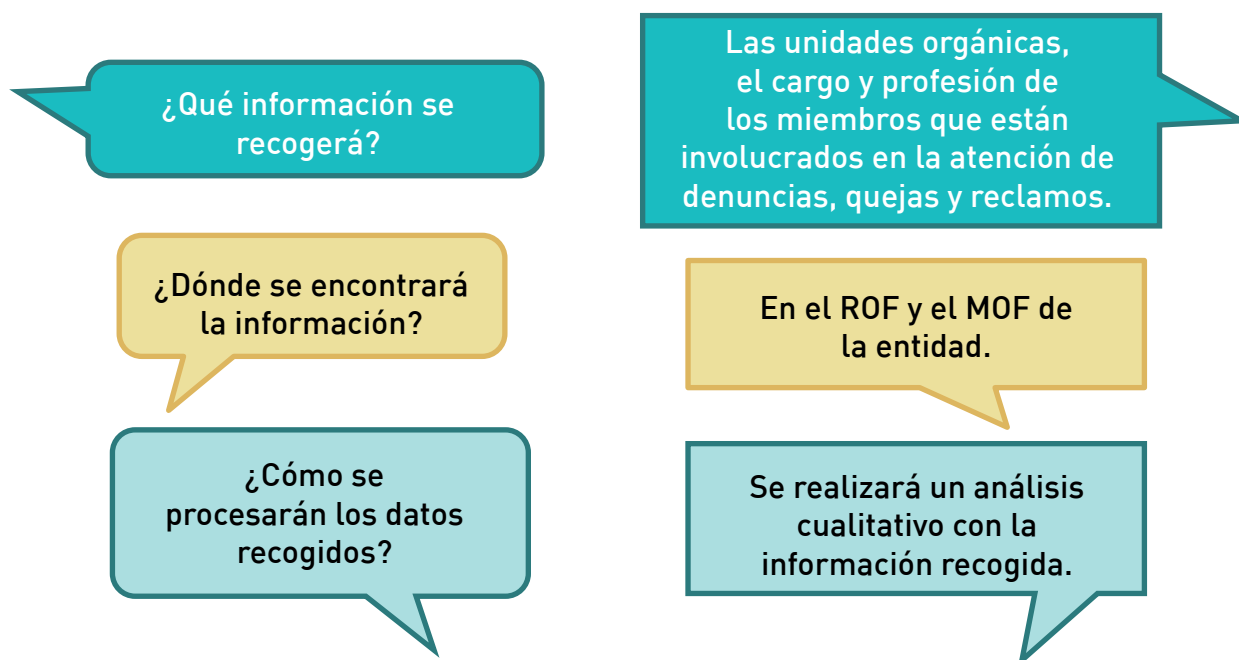 ¿Qué información se
recogerá?
Las unidades orgánicas,
el cargo y profesión de
los miembros que están
involucrados en la atención de
denuncias, quejas y reclamos.
¿Dónde se encontrará
la información?
En el ROF y el MOF de
la entidad.
¿Cómo se
procesarán los datos
recogidos?
Se realizará un análisis
cualitativo con la
información recogida.